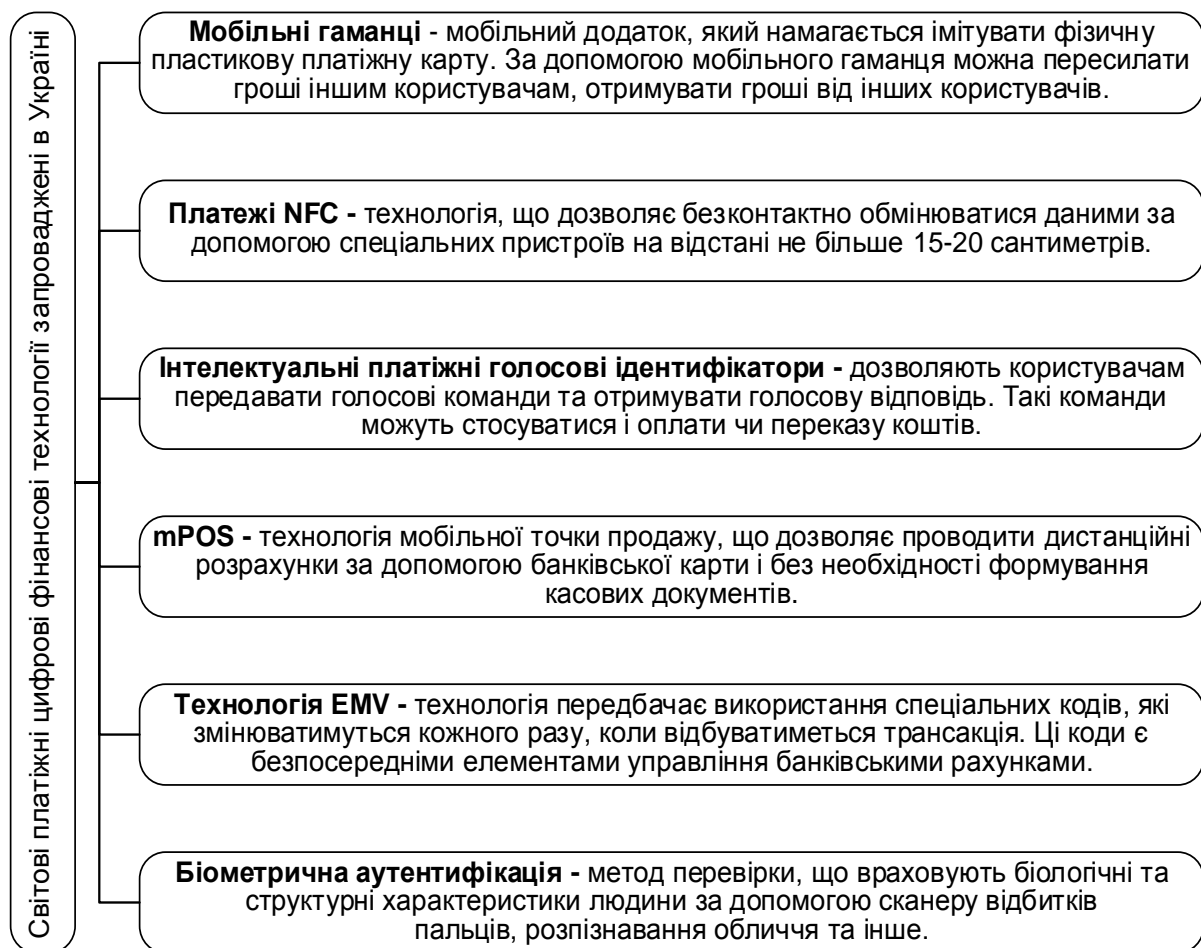 Світові платіжні цифрові фінансові технології запроваджені в Україні
Мобільні гаманці - мобільний додаток, який намагається імітувати фізичну
пластикову платіжну карту. За допомогою мобільного гаманця можна пересилати
гроші іншим користувачам, отримувати гроші від інших користувачів.
Платежі NFC - технологія, що дозволяє безконтактно обмінюватися даними за
допомогою спеціальних пристроїв на відстані не більше 15-20 сантиметрів.
Інтелектуальні платіжні голосові ідентифікатори - дозволяють користувачам
передавати голосові команди та отримувати голосову відповідь. Такі команди
можуть стосуватися і оплати чи переказу коштів.
mPOS - технологія мобільної точки продажу, що дозволяє проводити дистанційні
розрахунки за допомогою банківської карти і без необхідності формування
касових документів.
Технологія EMV - технологія передбачає використання спеціальних кодів, які
змінюватимуться кожного разу, коли відбуватиметься трансакція. Ці коди є
безпосередніми елементами управління банківськими рахунками.
Біометрична аутентифікація - метод перевірки, що враховують біологічні та
структурні характеристики людини за допомогою сканеру відбитків
пальців, розпізнавання обличчя та інше.